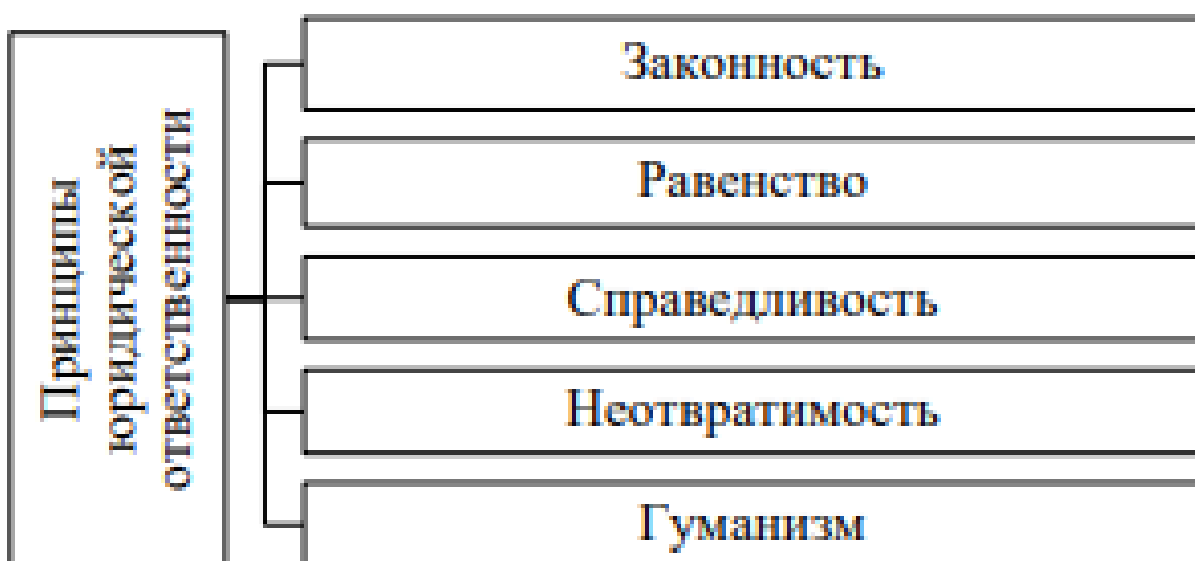 Принципы
юридической
ответственности
Законность
Равенство
Справедливость
Неотвратимость
Гуманизм